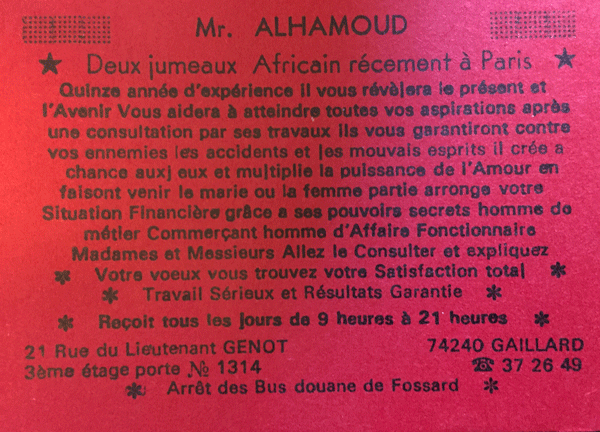 Mr. ALHAMOUD
★ Deux jumeaux Africain récement à Paris ★
Quinze année d'expérience il vous révèlera le présent et
l'Avenir Vous aidera à atteindre toutes vos aspirations après
une consultation par ses travaux ils vous garantiront contre
vos ennemies les accidents et les mouvais esprits il crée a
chance auxj eux et multiplie la puissance de l'Amour en
faisont venir le marie ou la femme partie arronge votre
Situation Financière grâce a ses pouvoirs secrets homme de
métier Commerçant homme d'Affaire Fonctionnaire
Madames et Messieurs Allez le Consulter et expliquez
* Votre voeux vous trouvez votre Satisfaction total *
* Travail Sérieux et Résultats Garantie *
* Reçoit tous les jours de 9 heures à 21 heures *
21 Rue du Lieutenant GENOT 74240 GAILLARD
3ème étage porte № 1314 ☎ 37 26 49
* Arrêt des Bus douane de Fossard *